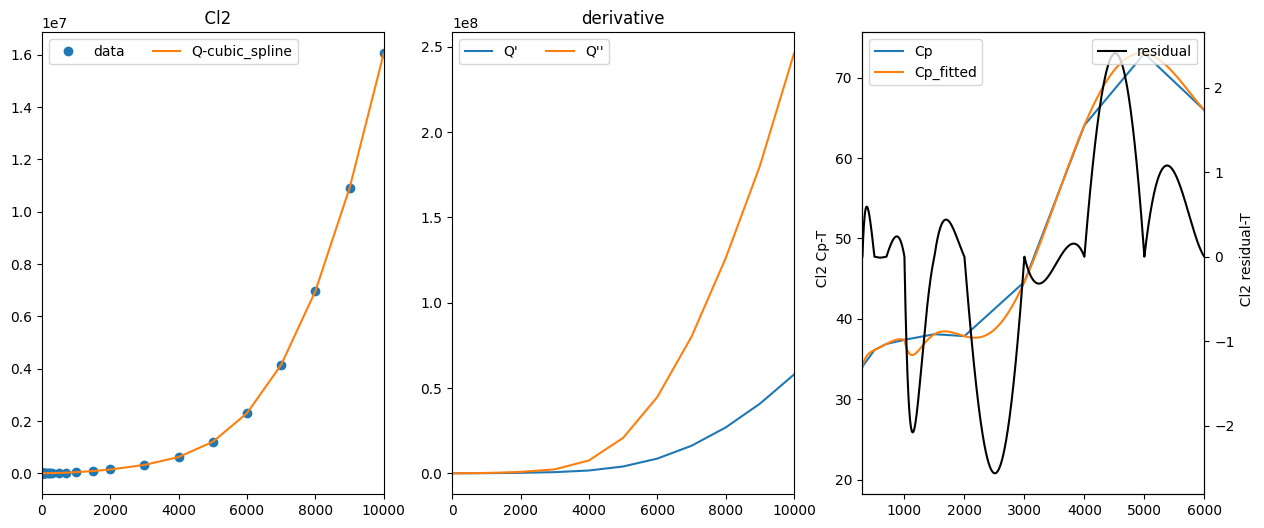 Cl2
1e7
data
Q-cubic_spline
1.6
1.4
1.2
1.0
0.8
0.6
0.4
0.2
0.0
0 2000 4000 6000 8000 10000
derivative
1e8
Q'
Q''
2.5
2.0
1.5
1.0
0.5
0.0
0 2000 4000 6000 8000 10000
Cp
Cp_fitted
residual
Cl2 Cp-T
70
60
50
40
30
20
1000 2000 3000 4000 5000 6000
2
1
0
−1
−2
Cl2 residual-T